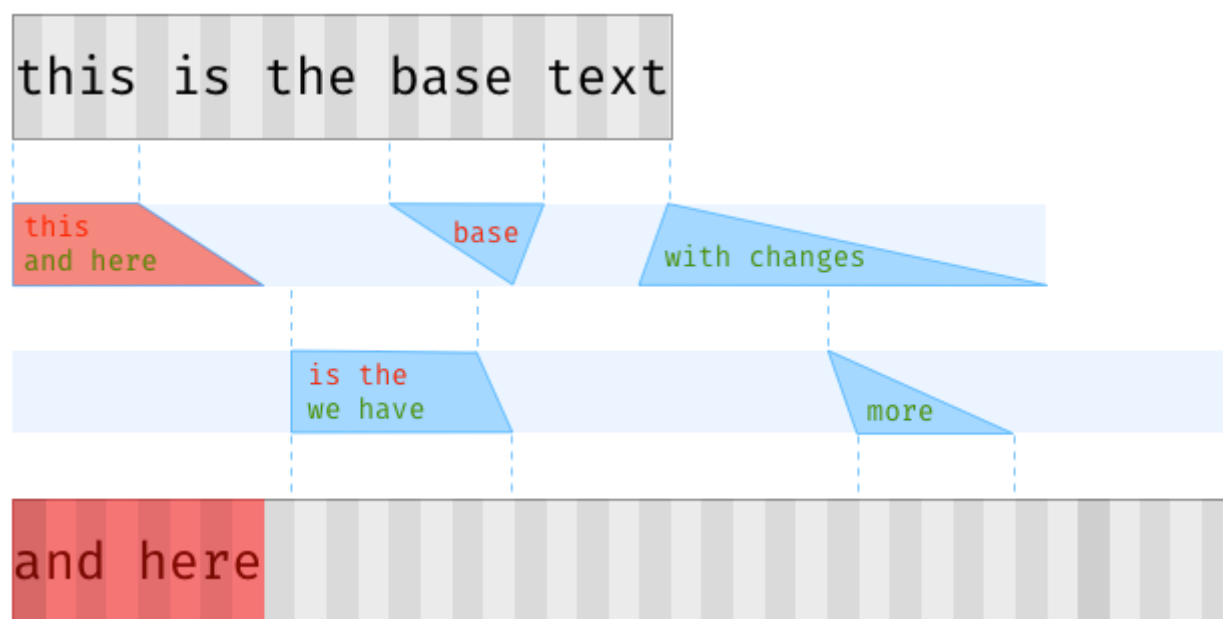 this is the base text
this
and here
base
with changes
is the
we have
more
and here